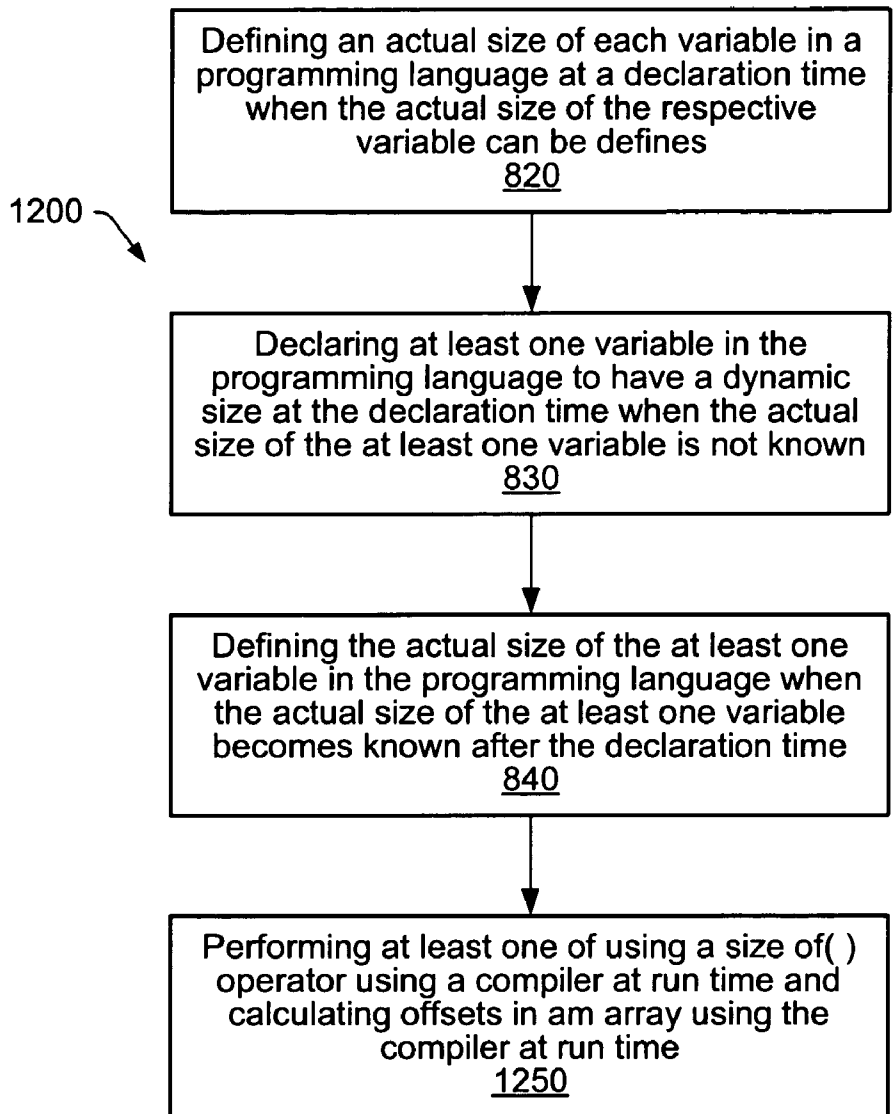 Defining an actual size of each variable in a
programming language at a declaration time
when the actual size of the respective
variable can be defines
820
1200
Declaring at least one variable in the
programming language to have a dynamic
size at the declaration time when the actual
size of the at least one variable is not known
830
Defining the actual size of the at least one
variable in the programming language when
the actual size of the at least one variable
becomes known after the declaration time
840
Performing at least one of using a size of( )
operator using a compiler at run time and
calculating offsets in am array using the
compiler at run time
1250